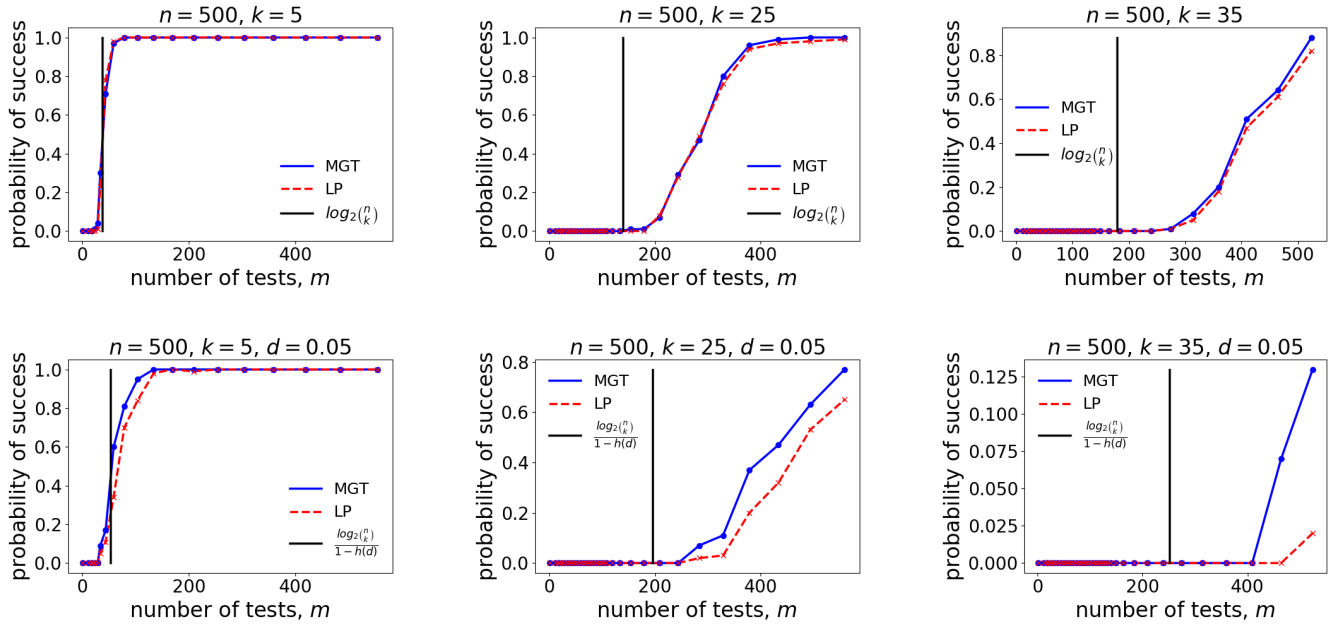 n = 500, k = 5
probability of success
1.0
0.8
0.6
0.4
0.2
0.0
MGT
LP
log₂(n k)
0 200 400
number of tests, m
n = 500, k = 25
probability of success
1.0
0.8
0.6
0.4
0.2
0.0
MGT
LP
log₂(n k)
0 200 400
number of tests, m
n = 500, k = 35
probability of success
0.8
0.6
0.4
0.2
0.0
MGT
LP
log₂(n k)
0 100 200 300 400 500
number of tests, m
n = 500, k = 5, d = 0.05
probability of success
1.0
0.8
0.6
0.4
0.2
0.0
MGT
LP
log₂(n k)
1 − h(d)
0 200 400
number of tests, m
n = 500, k = 25, d = 0.05
probability of success
0.8
0.6
0.4
0.2
0.0
MGT
LP
log₂(n k)
1 − h(d)
0 200 400
number of tests, m
n = 500, k = 35, d = 0.05
probability of success
0.125
0.100
0.075
0.050
0.025
0.000
MGT
LP
log₂(n k)
1 − h(d)
0 200 400
number of tests, m